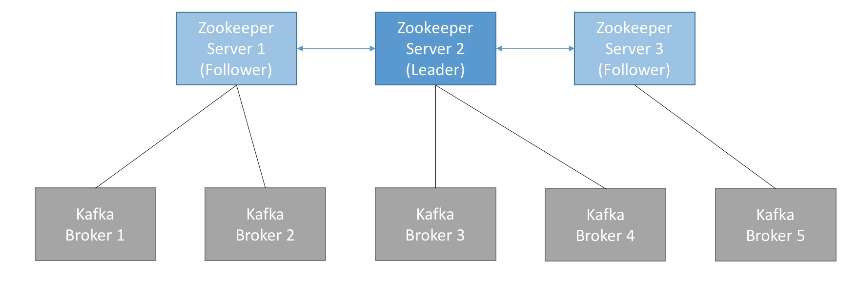 Zookeeper
Server 1
(Follower)
Zookeeper
Server 2
(Leader)
Zookeeper
Server 3
(Follower)
Kafka
Broker 1
Kafka
Broker 2
Kafka
Broker 3
Kafka
Broker 4
Kafka
Broker 5